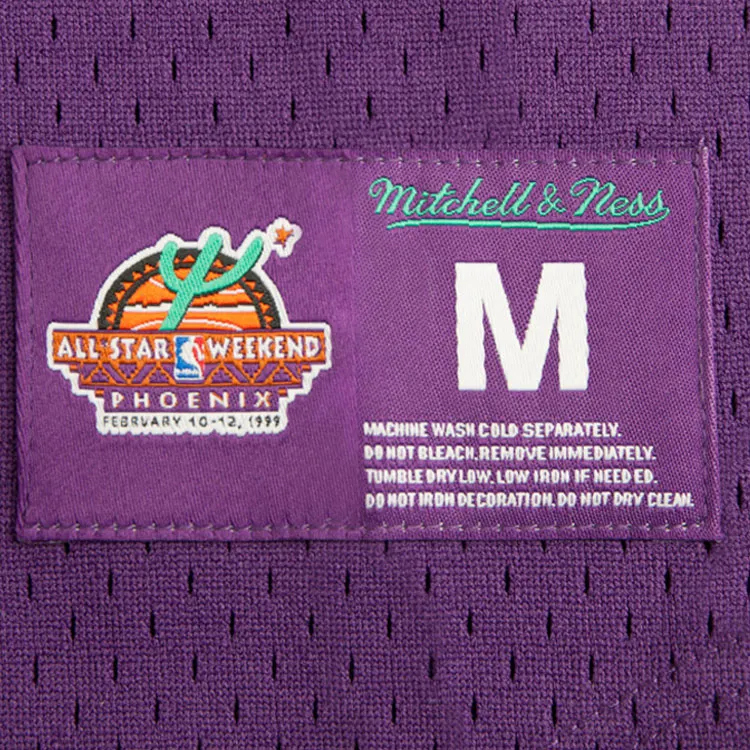 ALL★STAR WEEKEND
PHOENIX
FEBRUARY 10-12, 1999
Mitchell & Ness
M
MACHINE WASH COLD SEPARATELY.
DO NOT BLEACH. REMOVE IMMEDIATELY.
TUMBLE DRY LOW. LOW IRON IF NEEDED.
DO NOT IRON DECORATION. DO NOT DRY CLEAN.